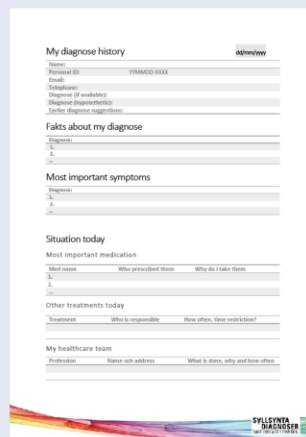 My diagnose history dd/mm/yyyy
Name:
Personal ID: YYMMDD-XXXX
Email:
Telephone:
Diagnose (if available):
Diagnose (hypotethetic):
Earlier diagnose suggestions:
Fakts about my diagnose
Diagnose:
1.
2.
...
Most important symptoms
Diagnose:
1.
2.
...
Situation today
Most important medication
Med name Who prescribed them Why do I take them
1.
2.
...
Other treatments today
Treatment Who is responsible How often, time restriction?
My healthcare team
Profession Name och address What is done, why and how often
SÄLLSYNTA
DIAGNOSER